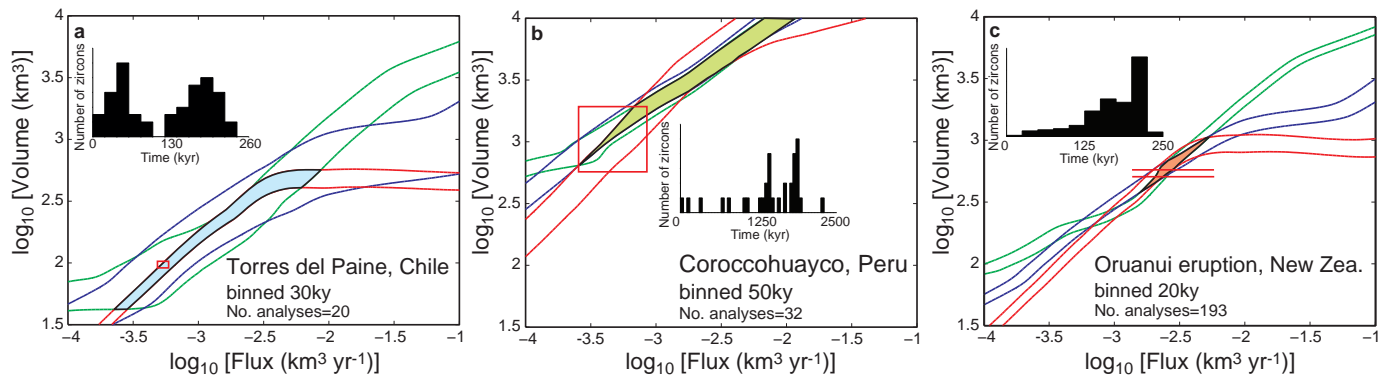 a
log10 [Volume (km3)]
4
3.5
3
2.5
2
1.5
Number of zircons
0
130
260
Time (kyr)
Torres del Paine, Chile
binned 30ky
No. analyses=20
−4
−3.5
−3
−2.5
−2
−1.5
−1
log10 [Flux (km3 yr-1)]
b
log10 [Volume (km3)]
4
3.5
3
2.5
2
1.5
Number of zircons
0
1250
2500
Time (kyr)
Coroccohuayco, Peru
binned 50ky
No. analyses=32
−4
−3.5
−3
−2.5
−2
−1.5
−1
log10 [Flux (km3 yr-1)]
c
log10 [Volume (km3)]
4
3.5
3
2.5
2
1.5
Number of zircons
0
125
250
Time (kyr)
Oruanui eruption, New Zea.
binned 20ky
No. analyses=193
−4
−3.5
−3
−2.5
−2
−1.5
−1
log10 [Flux (km3 yr-1)]